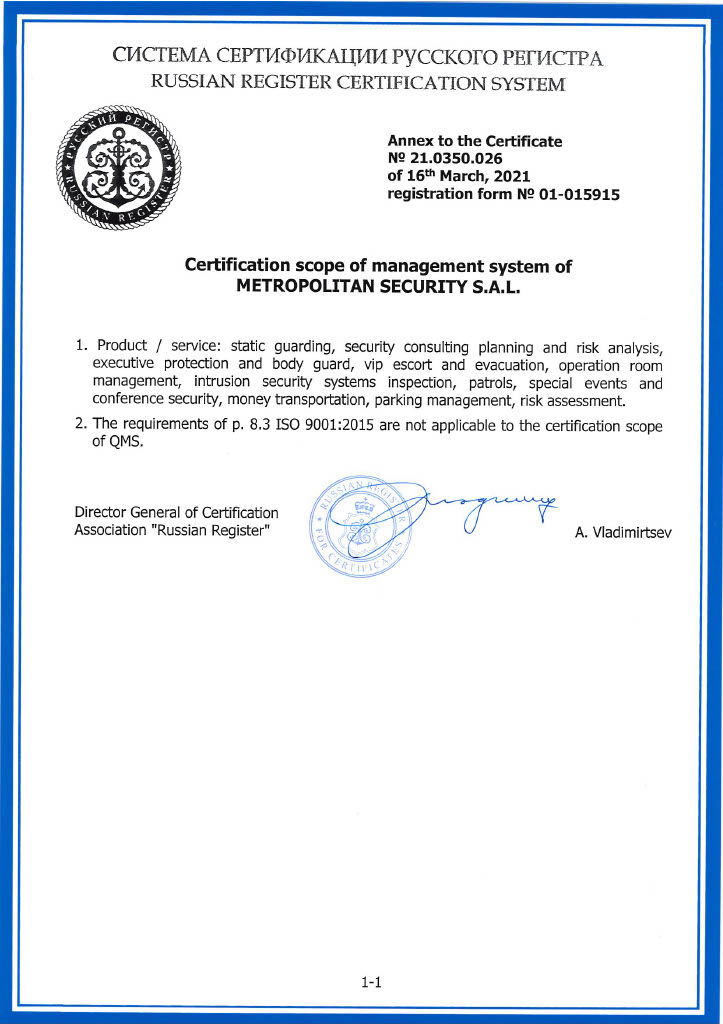 СИСТЕМА СЕРТИФИКАЦИИ РУССКОГО РЕГИСТРА
RUSSIAN REGISTER CERTIFICATION SYSTEM
РУССКИЙ РЕГИСТР
RUSSIAN REGISTER
Annex to the Certificate
№ 21.0350.026
of 16th March, 2021
registration form № 01-015915
Certification scope of management system of
METROPOLITAN SECURITY S.A.L.
1. Product / service: static guarding, security consulting planning and risk analysis,
executive protection and body guard, vip escort and evacuation, operation room
management, intrusion security systems inspection, patrols, special events and
conference security, money transportation, parking management, risk assessment.
2. The requirements of p. 8.3 ISO 9001:2015 are not applicable to the certification scope
of QMS.
Director General of Certification
Association "Russian Register"
RUSSIAN REGISTER
FOR CERTIFICATES
A. Vladimirtsev
1-1